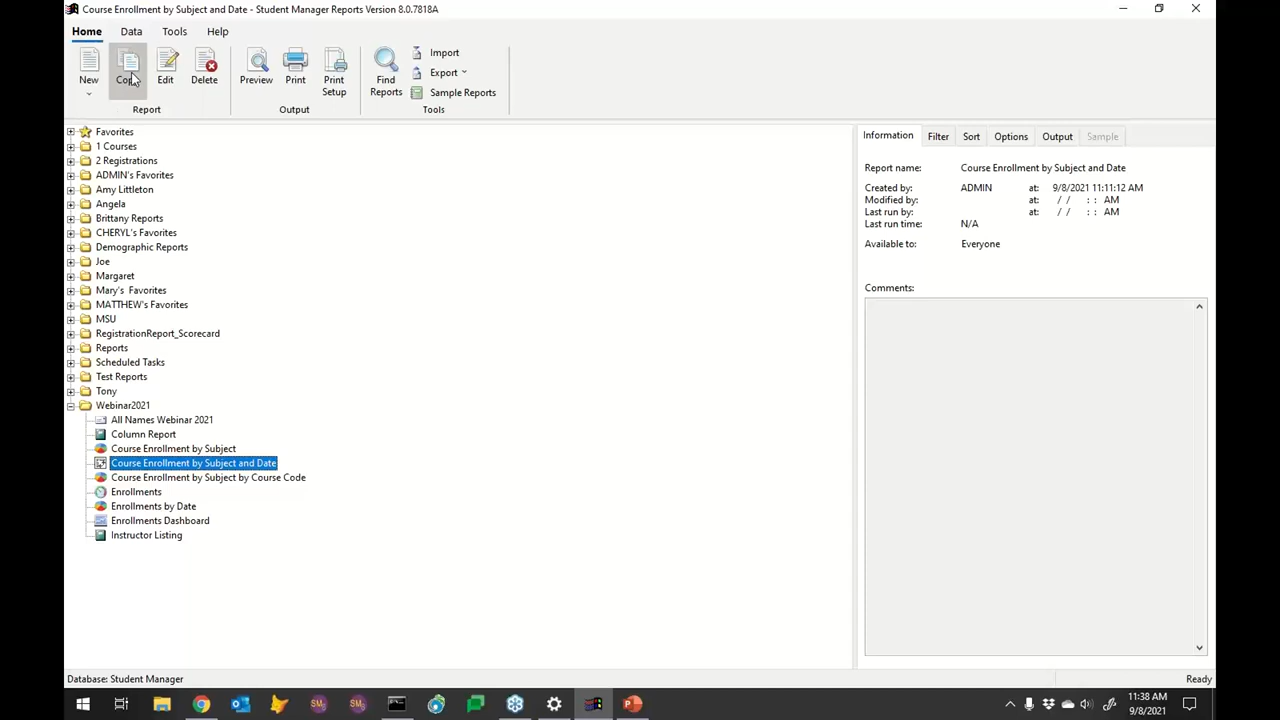 Course Enrollment by Subject and Date - Student Manager Reports Version 8.0.7818A
Home Data Tools Help
New Copy Edit Delete Preview Print Print Setup Find Reports
Import
Export
Sample Reports
Report Output Tools
Favorites
1 Courses
2 Registrations
ADMIN's Favorites
Amy Littleton
Angela
Brittany Reports
CHERYL's Favorites
Demographic Reports
Joe
Margaret
Mary's Favorites
MATTHEW's Favorites
MSU
RegistrationReport_Scorecard
Reports
Scheduled Tasks
Test Reports
Tony
Webinar2021
All Names Webinar 2021
Column Report
Course Enrollment by Subject
Course Enrollment by Subject and Date
Course Enrollment by Subject by Course Code
Enrollments
Enrollments by Date
Enrollments Dashboard
Instructor Listing
Information Filter Sort Options Output Sample
Report name: Course Enrollment by Subject and Date
Created by: ADMIN at: 9/8/2021 11:11:12 AM
Modified by: at: / / : : AM
Last run by: at: / / : : AM
Last run time: N/A
Available to: Everyone
Comments:
Database: Student Manager
Ready
11:38 AM
9/8/2021